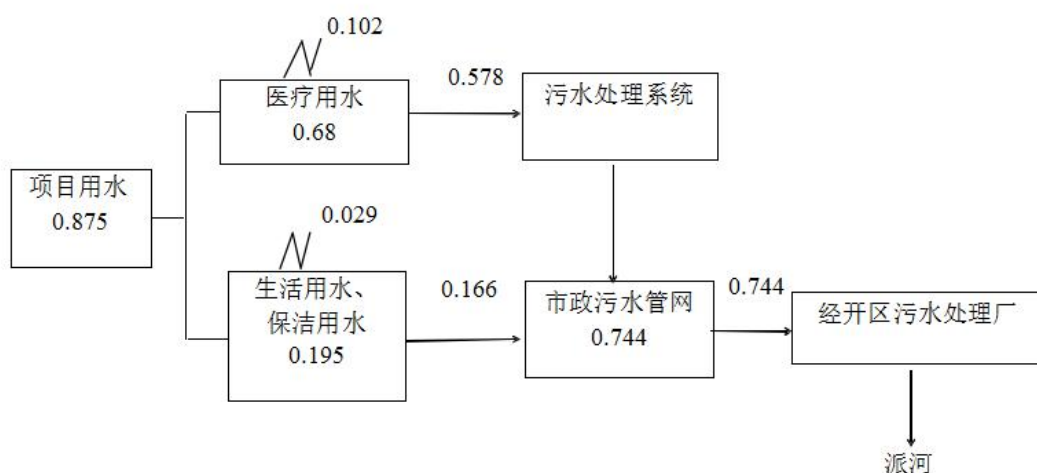 0.102
医疗用水
0.68
0.578
污水处理系统
项目用水
0.875
0.029
生活用水、
保洁用水
0.195
0.166
市政污水管网
0.744
0.744
经开区污水处理厂
派河